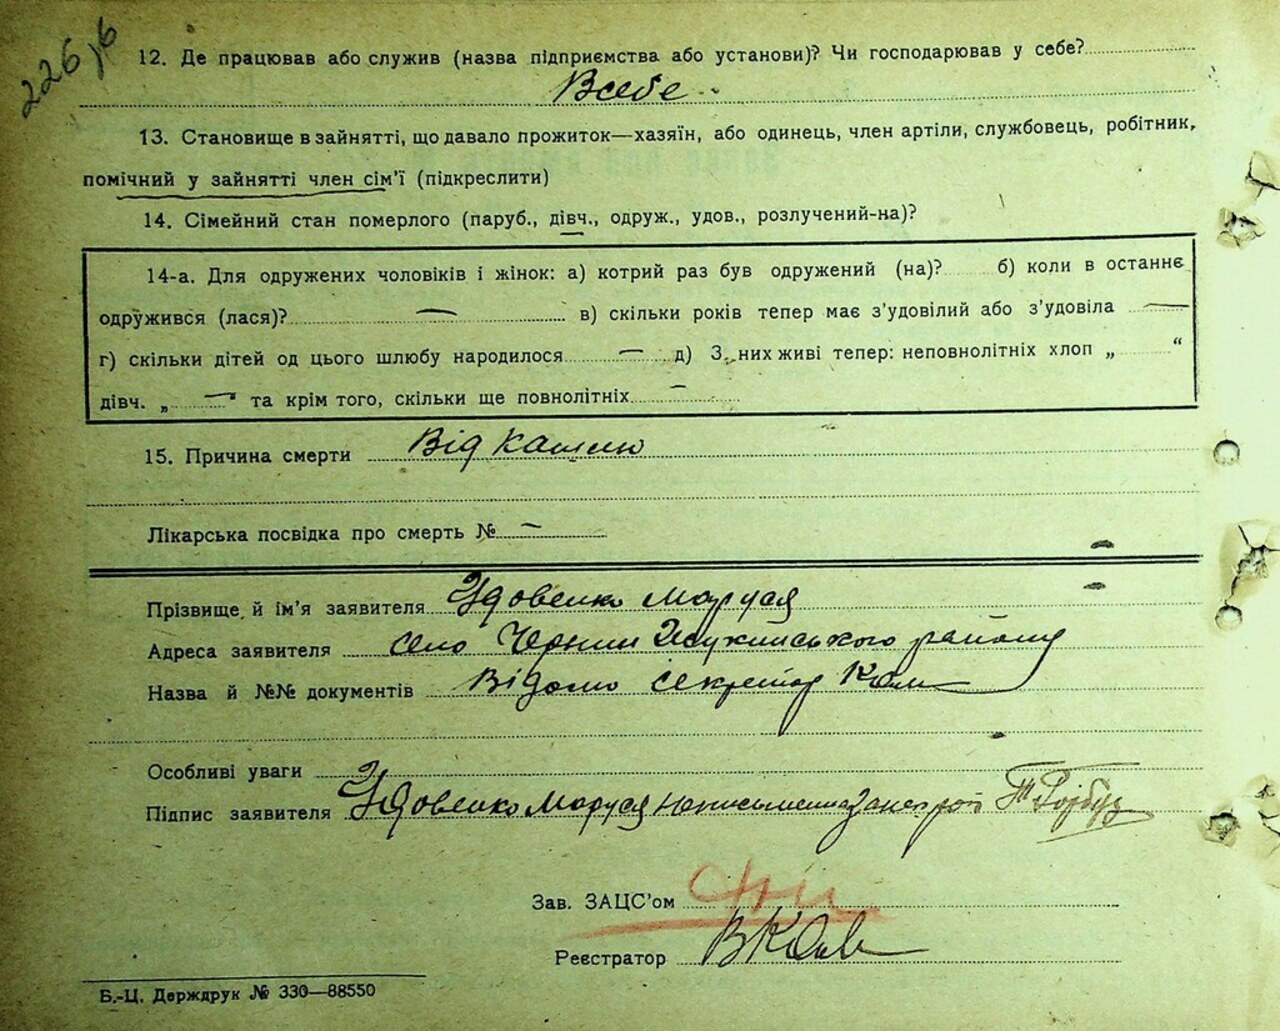 226,6
12. Де працював або служив (назва підприємства або установи)? Чи господарював у себе?
Всебе
13. Становище в зайнятті, що давало прожиток—хазяїн, або одинець, член артіли, службовець, робітник,
помічний у зайнятті член сім'ї (підкреслити)
14. Сімейний стан померлого (паруб., дівч., одруж., удов., розлучений-на)?
14-а. Для одружених чоловіків і жінок: а) котрий раз був одружений (на)? б) коли в останнє
одружився (лася)? — в) скільки років тепер має з'удовілий або з'удовіла —
г) скільки дітей од цього шлюбу народилося — д) З них живі тепер: неповнолітніх хлоп „ “
дівч. „ — " та крім того, скільки ще повнолітніх —
15. Причина смерти Від кашлю
Лікарська посвідка про смерть № —
Прізвище й ім'я заявителя Удовенко Маруся
Адреса заявителя село района
Назва й №№ документів Відомо секретар
Особливі уваги
Підпис заявителя Удовенко Маруся неписьменна
Зав. ЗАЦС'ом
Реєстратор
Б.-Ц. Держдрук № 330—88550